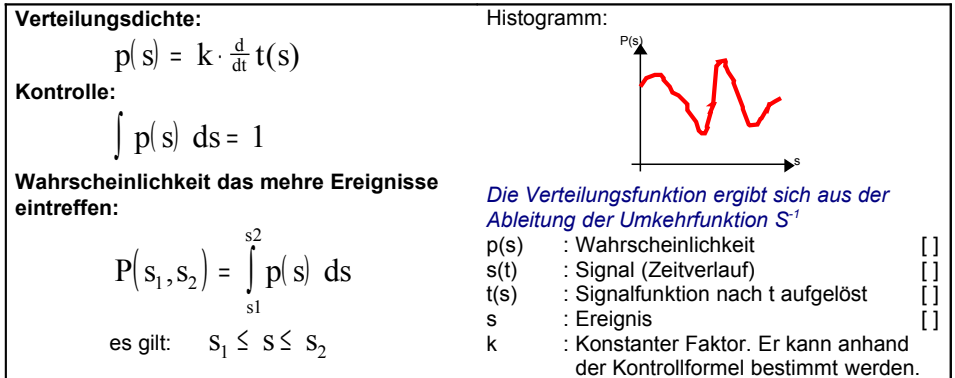 Verteilungsdichte:
p(s) = k · d/dt t(s)
Kontrolle:
∫ p(s) ds = 1
Wahrscheinlichkeit das mehre Ereignisse
eintreffen:
P(s₁,s₂) = ∫ s1 s2 p(s) ds
es gilt: s₁ ≤ s ≤ s₂
Histogramm:
P(s)
s
Die Verteilungsfunktion ergibt sich aus der
Ableitung der Umkehrfunktion S⁻¹
p(s) : Wahrscheinlichkeit [ ]
s(t) : Signal (Zeitverlauf) [ ]
t(s) : Signalfunktion nach t aufgelöst [ ]
s : Ereignis [ ]
k : Konstanter Faktor. Er kann anhand
der Kontrollformel bestimmt werden.